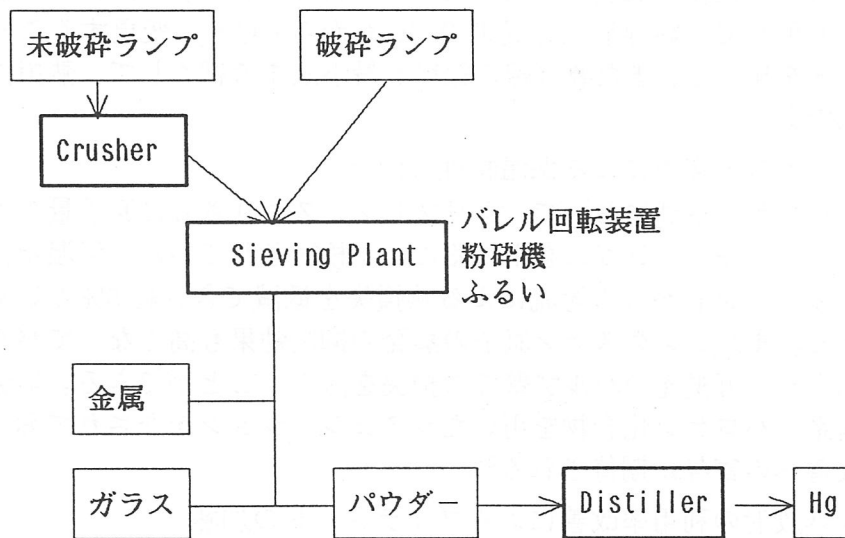 未破砕ランプ
破砕ランプ
Crusher
Sieving Plant
バレル回転装置
粉砕機
ふるい
金属
ガラス
パウダー
Distiller
Hg